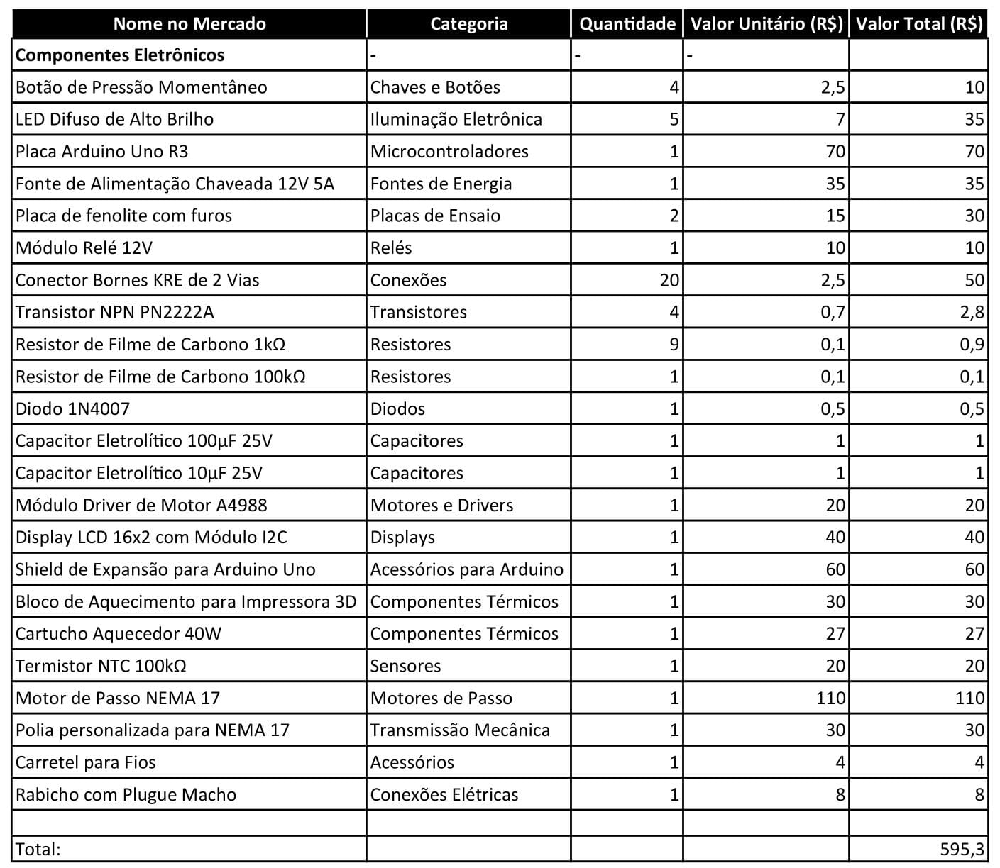 Nome no Mercado Categoria Quantidade Valor Unitário (R$) Valor Total (R$)
Componentes Eletrônicos - - -
Botão de Pressão Momentâneo Chaves e Botões 4 2,5 10
LED Difuso de Alto Brilho Iluminação Eletrônica 5 7 35
Placa Arduino Uno R3 Microcontroladores 1 70 70
Fonte de Alimentação Chaveada 12V 5A Fontes de Energia 1 35 35
Placa de fenolite com furos Placas de Ensaio 2 15 30
Módulo Relé 12V Relés 1 10 10
Conector Bornes KRE de 2 Vias Conexões 20 2,5 50
Transistor NPN PN2222A Transistores 4 0,7 2,8
Resistor de Filme de Carbono 1kΩ Resistores 9 0,1 0,9
Resistor de Filme de Carbono 100kΩ Resistores 1 0,1 0,1
Diodo 1N4007 Diodos 1 0,5 0,5
Capacitor Eletrolítico 100µF 25V Capacitores 1 1 1
Capacitor Eletrolítico 10µF 25V Capacitores 1 1 1
Módulo Driver de Motor A4988 Motores e Drivers 1 20 20
Display LCD 16x2 com Módulo I2C Displays 1 40 40
Shield de Expansão para Arduino Uno Acessórios para Arduino 1 60 60
Bloco de Aquecimento para Impressora 3D Componentes Térmicos 1 30 30
Cartucho Aquecedor 40W Componentes Térmicos 1 27 27
Termistor NTC 100kΩ Sensores 1 20 20
Motor de Passo NEMA 17 Motores de Passo 1 110 110
Polia personalizada para NEMA 17 Transmissão Mecânica 1 30 30
Carretel para Fios Acessórios 1 4 4
Rabicho com Plugue Macho Conexões Elétricas 1 8 8
Total: 595,3